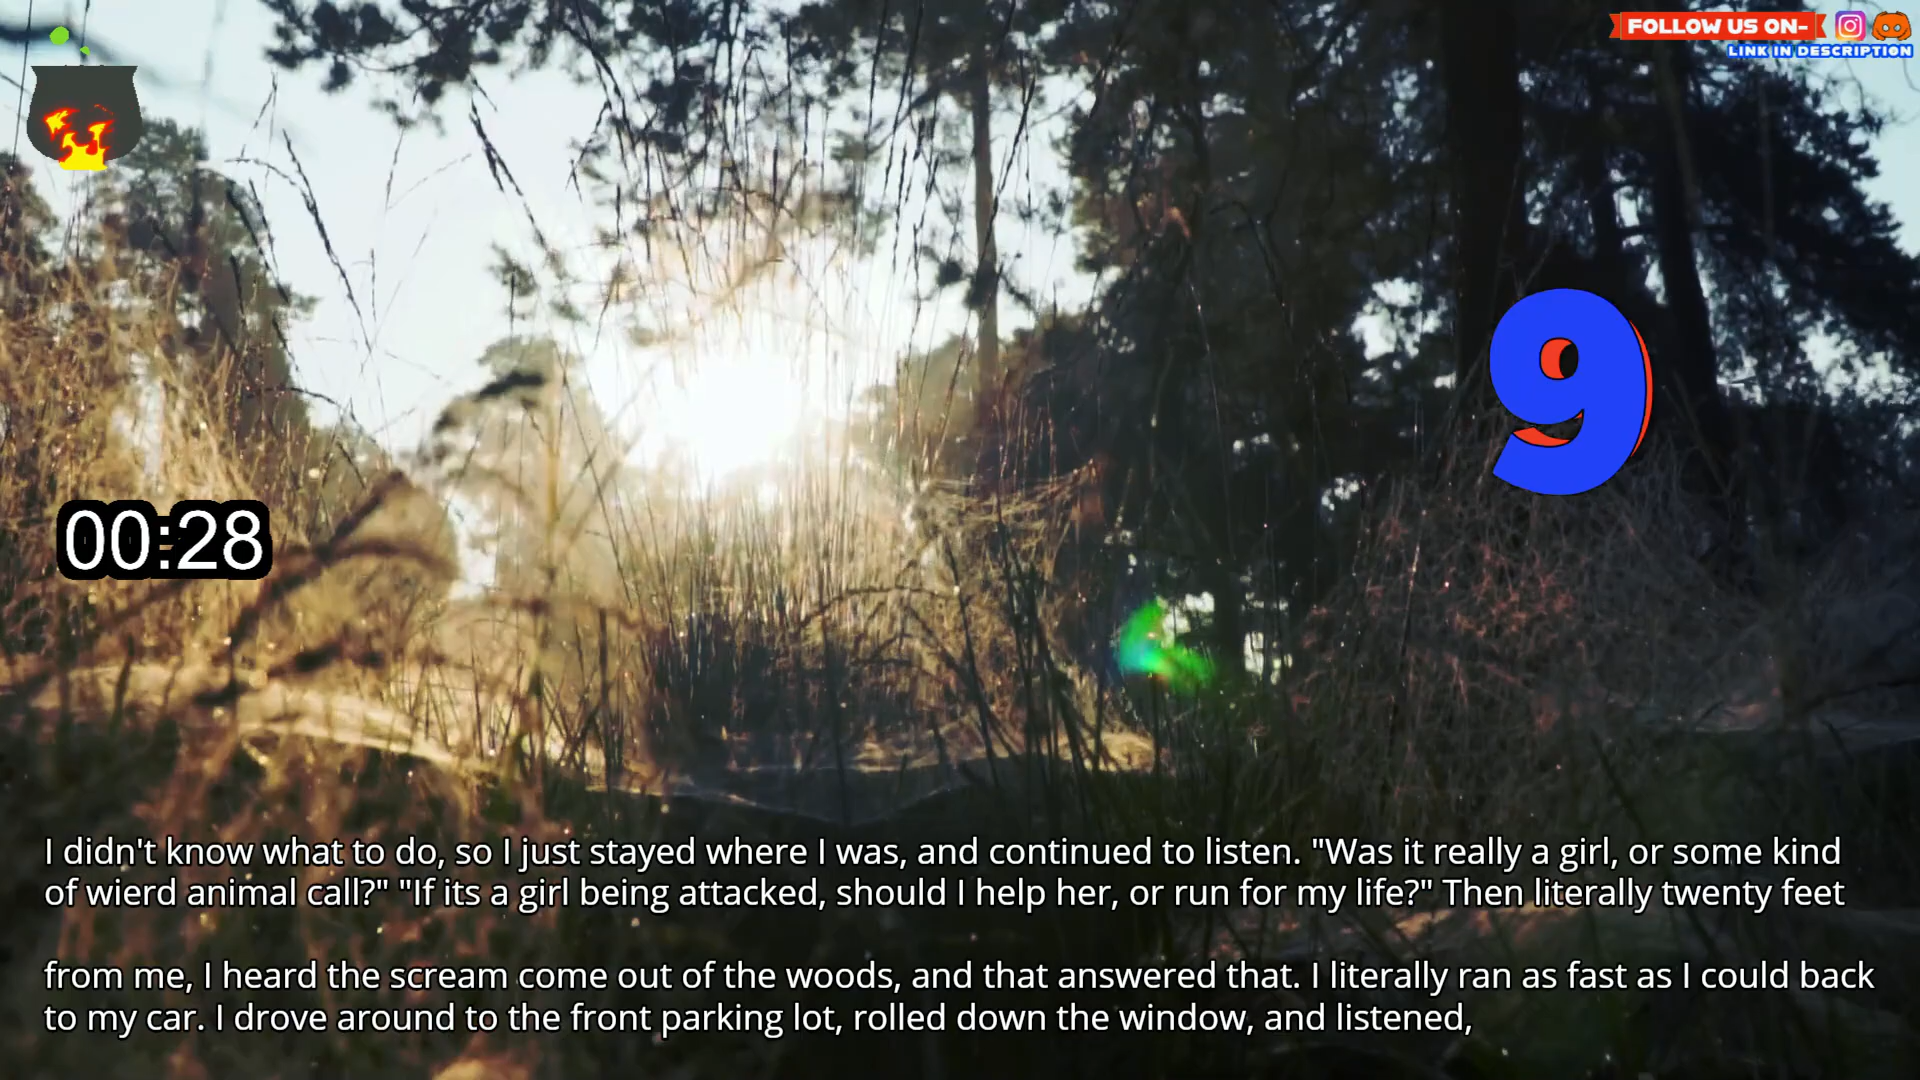 FOLLOW US ON-
LINK IN DESCRIPTION
9
00:28
I didn't know what to do, so I just stayed where I was, and continued to listen. "Was it really a girl, or some kind
of wierd animal call?" "If its a girl being attacked, should I help her, or run for my life?" Then literally twenty feet
from me, I heard the scream come out of the woods, and that answered that. I literally ran as fast as I could back
to my car. I drove around to the front parking lot, rolled down the window, and listened,